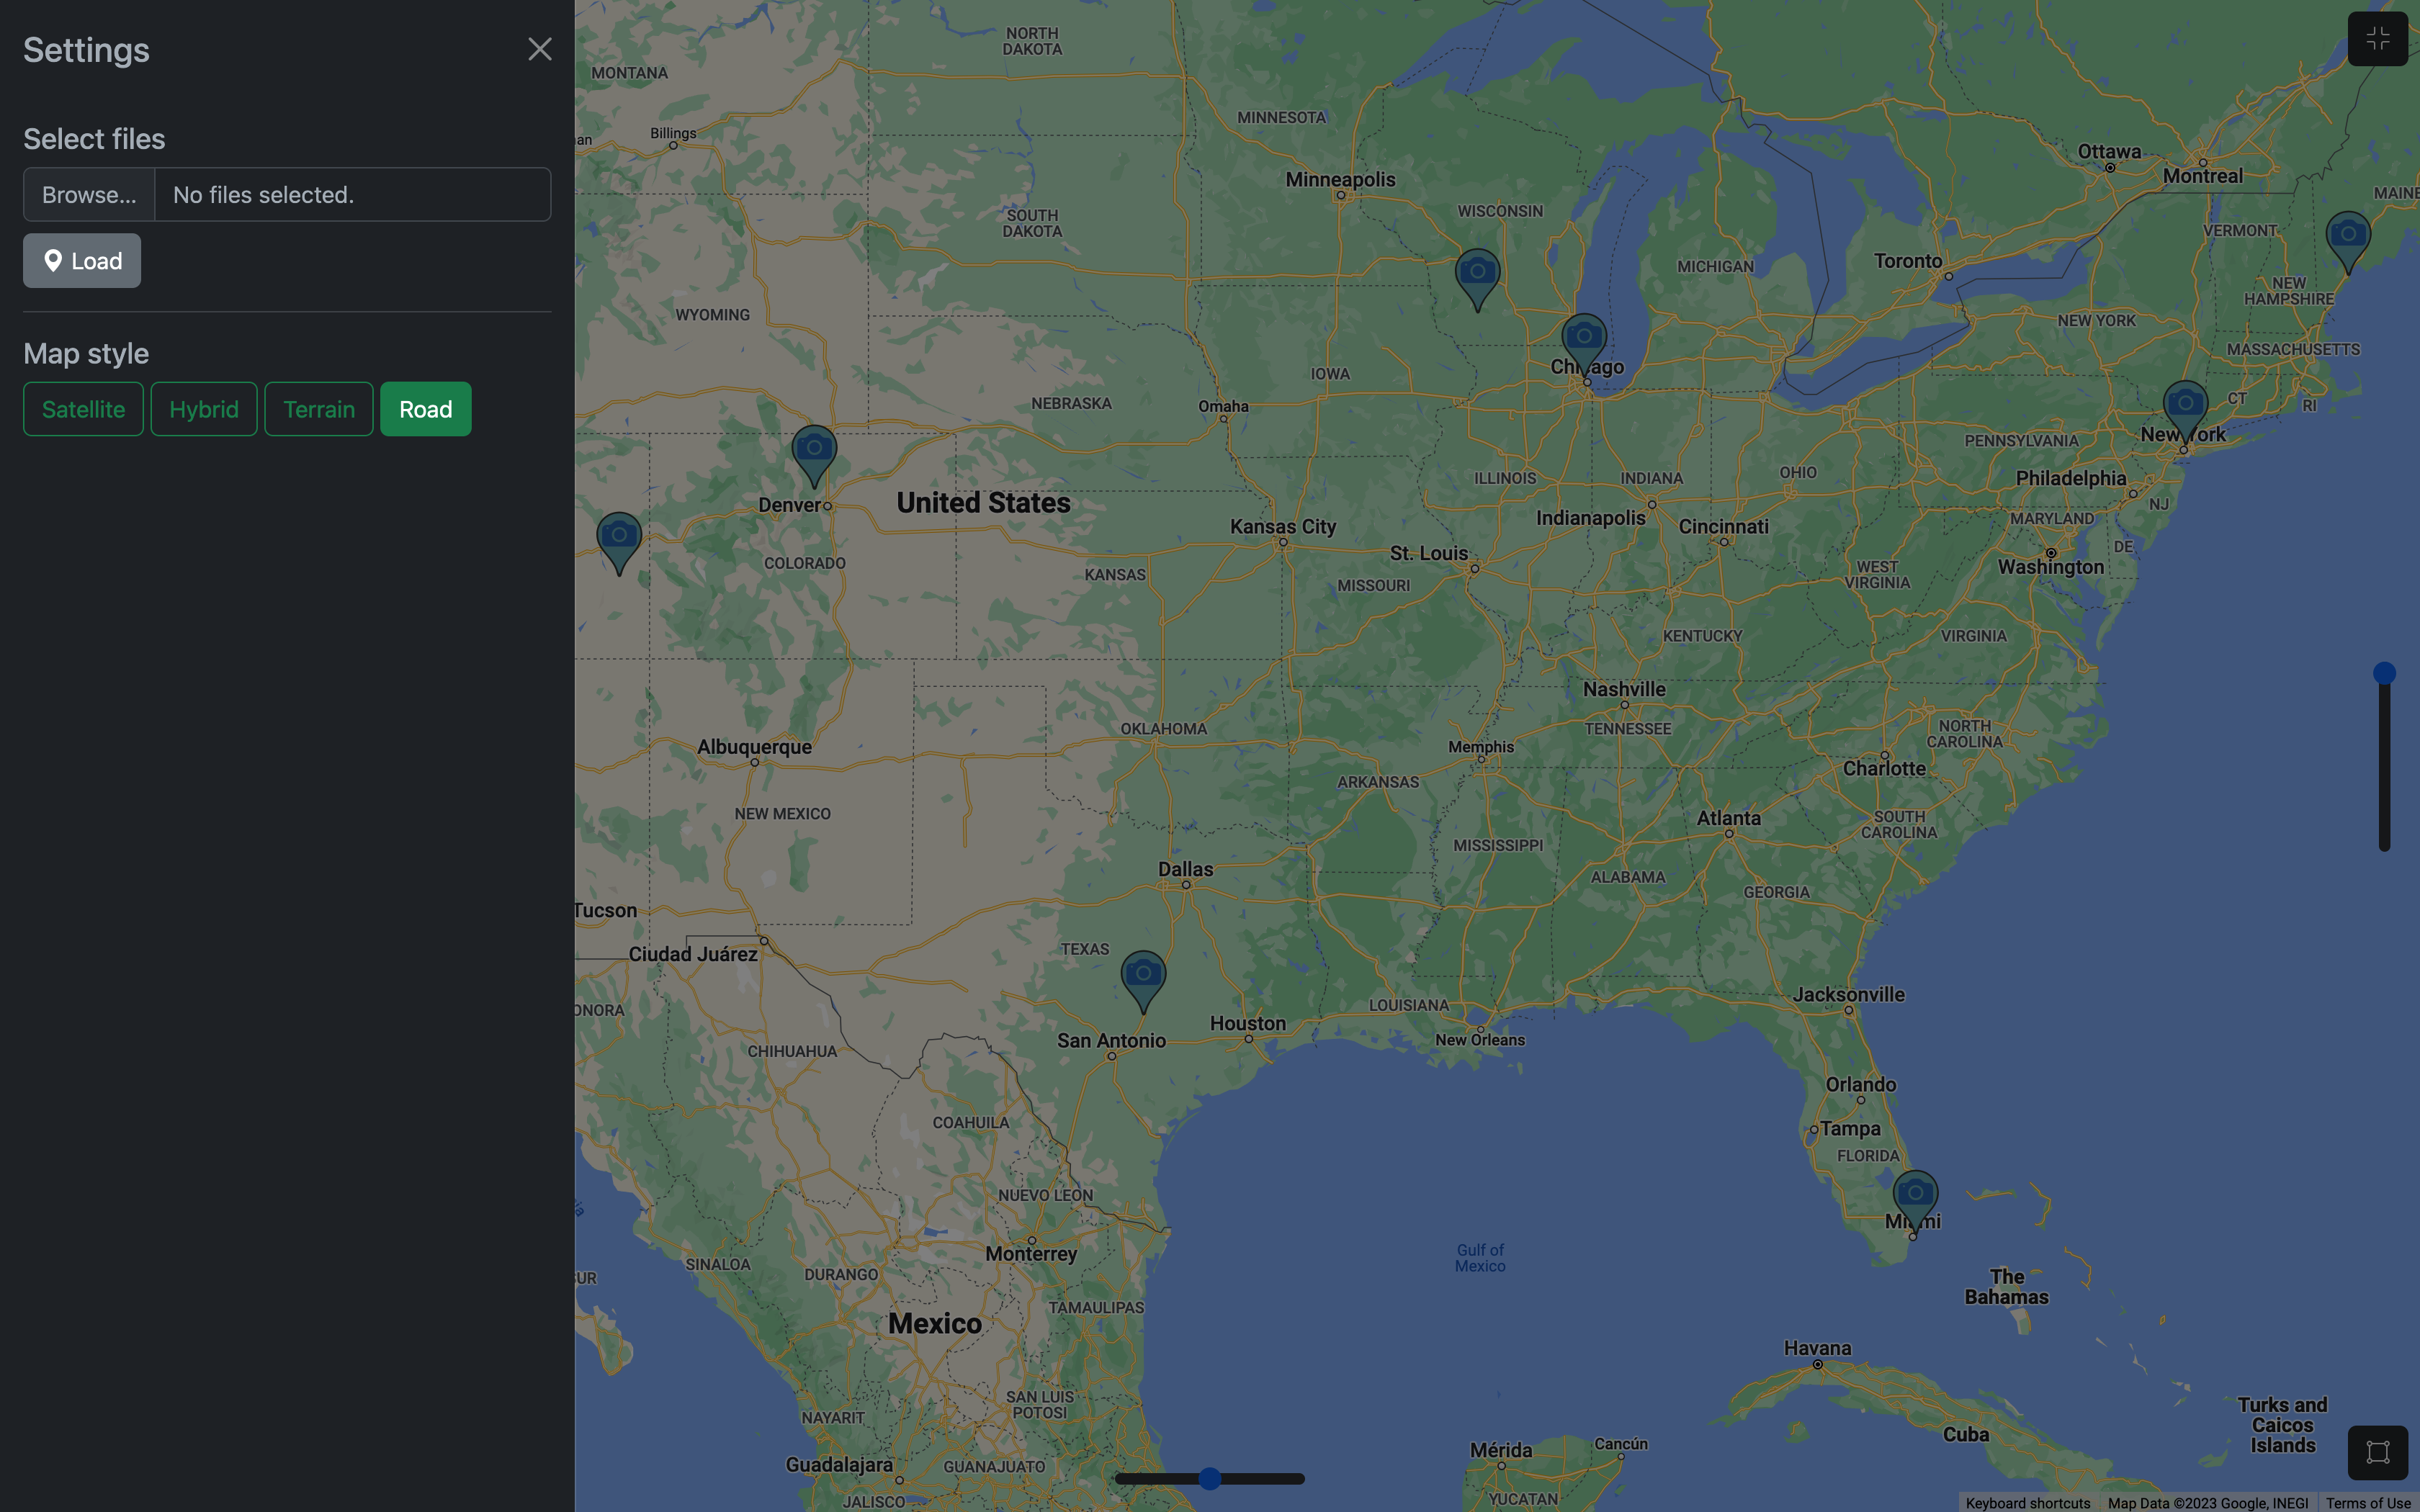 Settings
Select files
Browse...
No files selected.
Load
Map style
Satellite
Hybrid
Terrain
Road
NORTH
DAKOTA
MONTANA
MINNESOTA
Billings
Ottawa
Montreal
Minneapolis
MAINE
WISCONSIN
SOUTH
DAKOTA
VERMONT
Toronto
MICHIGAN
NEW
HAMPSHIRE
WYOMING
NEW YORK
MASSACHUSETTS
Chicago
IOWA
NEBRASKA
Omaha
CT
RI
New York
PENNSYLVANIA
OHIO
ILLINOIS
INDIANA
Philadelphia
NJ
Denver
United States
Indianapolis
Cincinnati
Kansas City
MARYLAND
DE
St. Louis
COLORADO
KANSAS
MISSOURI
WEST
VIRGINIA
Washington
KENTUCKY
VIRGINIA
Nashville
TENNESSEE
OKLAHOMA
NORTH
CAROLINA
Albuquerque
Memphis
Charlotte
ARKANSAS
NEW MEXICO
Atlanta
SOUTH
CAROLINA
MISSISSIPPI
Dallas
ALABAMA
GEORGIA
Tucson
Ciudad Juárez
TEXAS
Jacksonville
LOUISIANA
Houston
San Antonio
New Orleans
CHIHUAHUA
Orlando
COAHUILA
Tampa
FLORIDA
NUEVO LEON
Miami
Monterrey
Gulf of
Mexico
SINALOA
DURANGO
The
Bahamas
TAMAULIPAS
Mexico
Havana
SAN LUIS
POTOSI
NAYARIT
Turks and
Caicos
Islands
Cuba
Mérida
Cancún
Guadalajara
GUANAJUATO
JALISCO
YUCATAN
Keyboard shortcuts
Map Data ©2023 Google, INEGI
Terms of Use